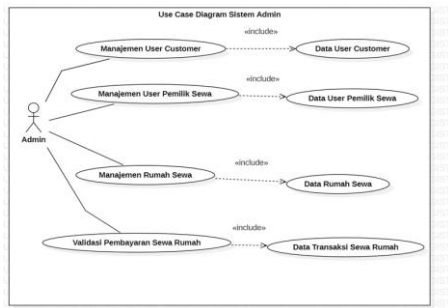 Use Case Diagram Sistem Admin
«include»
Manajemen User Customer
Data User Customer
«include»
Manajemen User Pemilik Sewa
Data User Pemilik Sewa
Admin
«include»
Manajemen Rumah Sewa
Data Rumah Sewa
«include»
Validasi Pembayaran Sewa Rumah
Data Transaksi Sewa Rumah